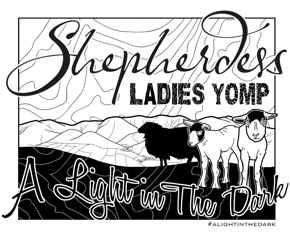 Shepherdess
LADIES YOMP
A Light in The Dark
#ALIGHTINTHEDARK